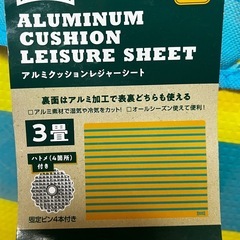 ALUMINUM
CUSHION
LEISURE SHEET
アルミクッションレジャーシート
裏面はアルミ加工で表裏どちらも使える
□アルミ素材で湿気や冷気をカット!
□オールシーズン使えて便利!
3畳
ハトメ(4箇所)
付き
固定ピン4本付き